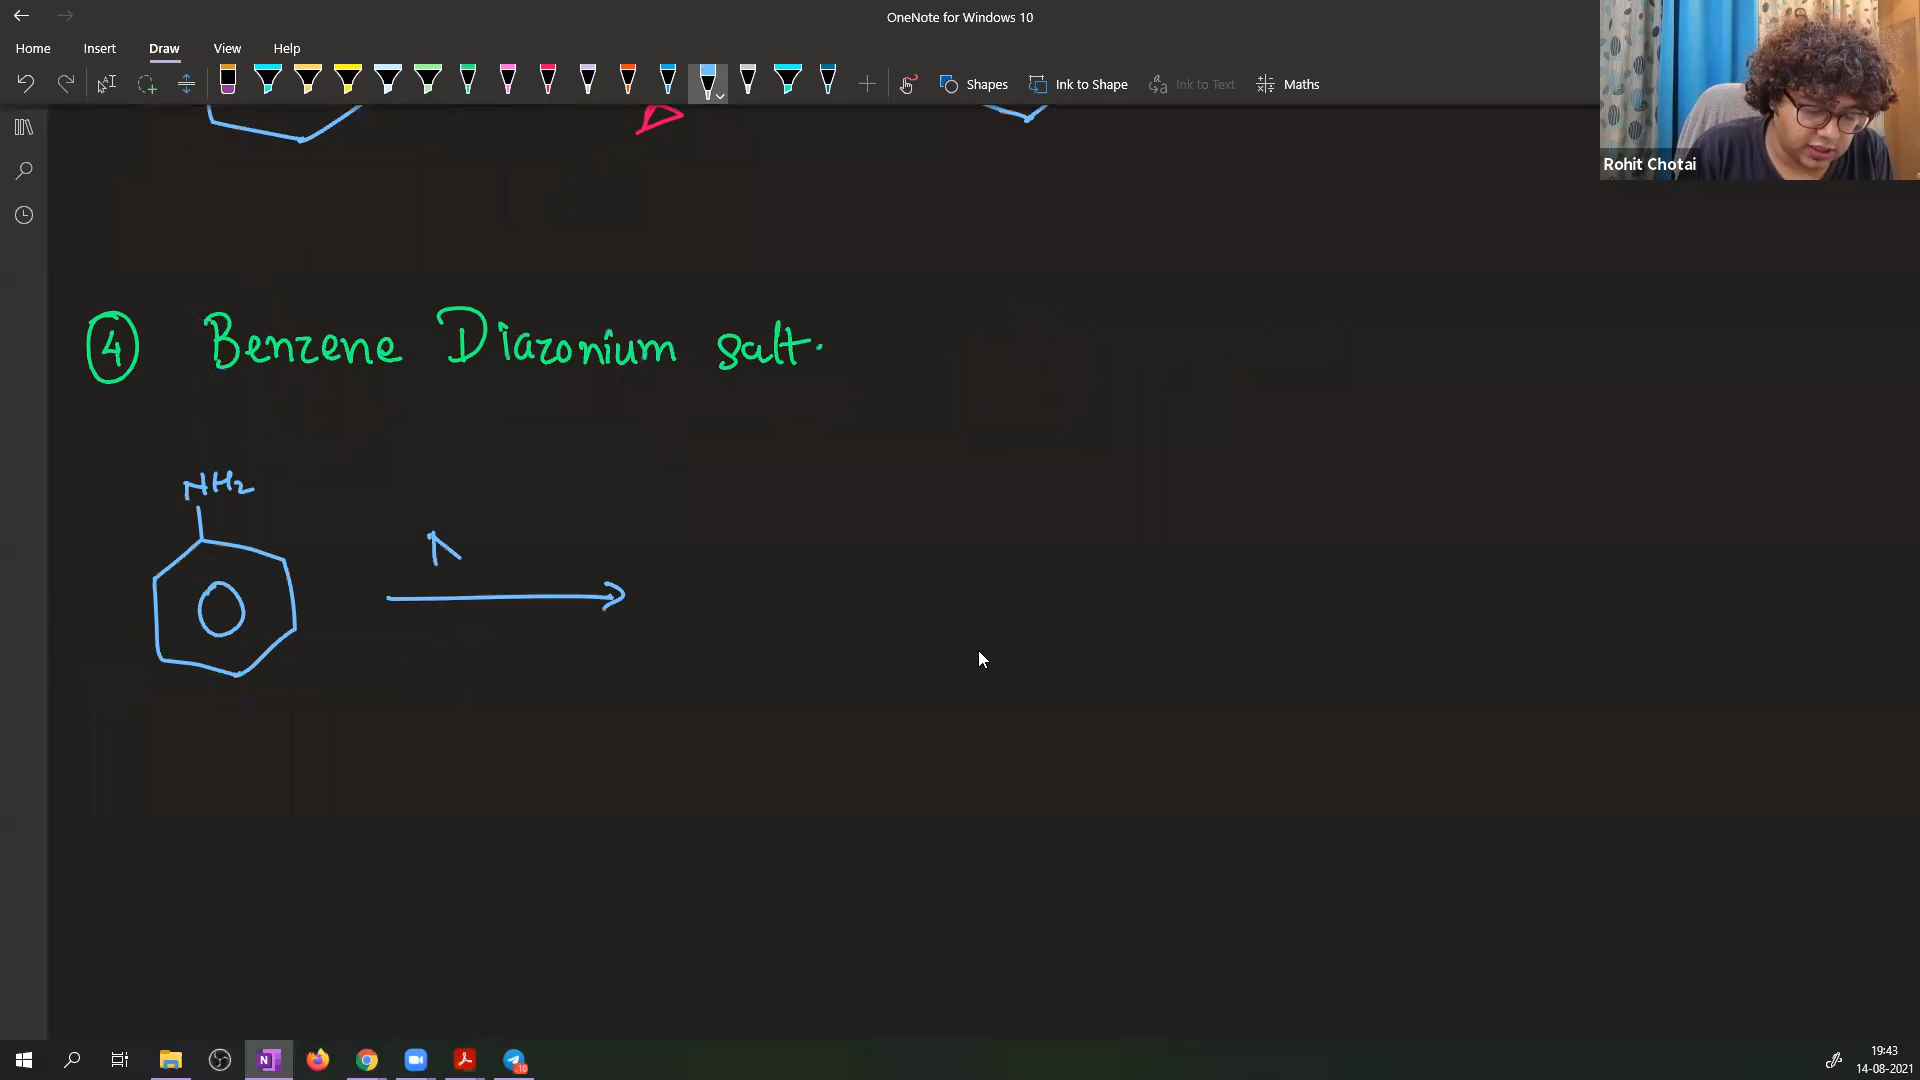 OneNote for Windows 10
Home Insert Draw View Help
Shapes Ink to Shape Ink to Text Maths
Rohit Chotai
4 Benzene Diazonium salt.
NH2
N
10
19:43
14-08-2021